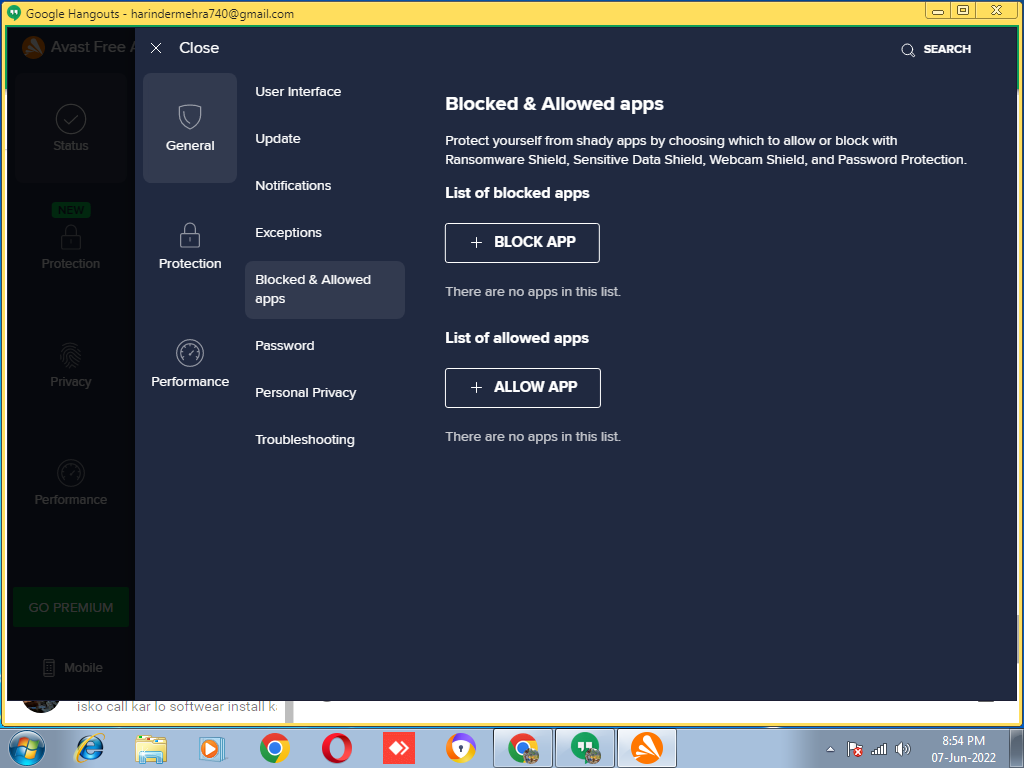 Google Hangouts - harindermehra740@gmail.com
Avast Free A
Close
SEARCH
Status
NEW
Protection
Privacy
Performance
GO PREMIUM
Mobile
General
Protection
Performance
User Interface
Update
Notifications
Exceptions
Blocked & Allowed
apps
Password
Personal Privacy
Troubleshooting
Blocked & Allowed apps
Protect yourself from shady apps by choosing which to allow or block with
Ransomware Shield, Sensitive Data Shield, Webcam Shield, and Password Protection.
List of blocked apps
+ BLOCK APP
There are no apps in this list.
List of allowed apps
+ ALLOW APP
There are no apps in this list.
isko call kar lo softwear install k
8:54 PM
07-Jun-2022